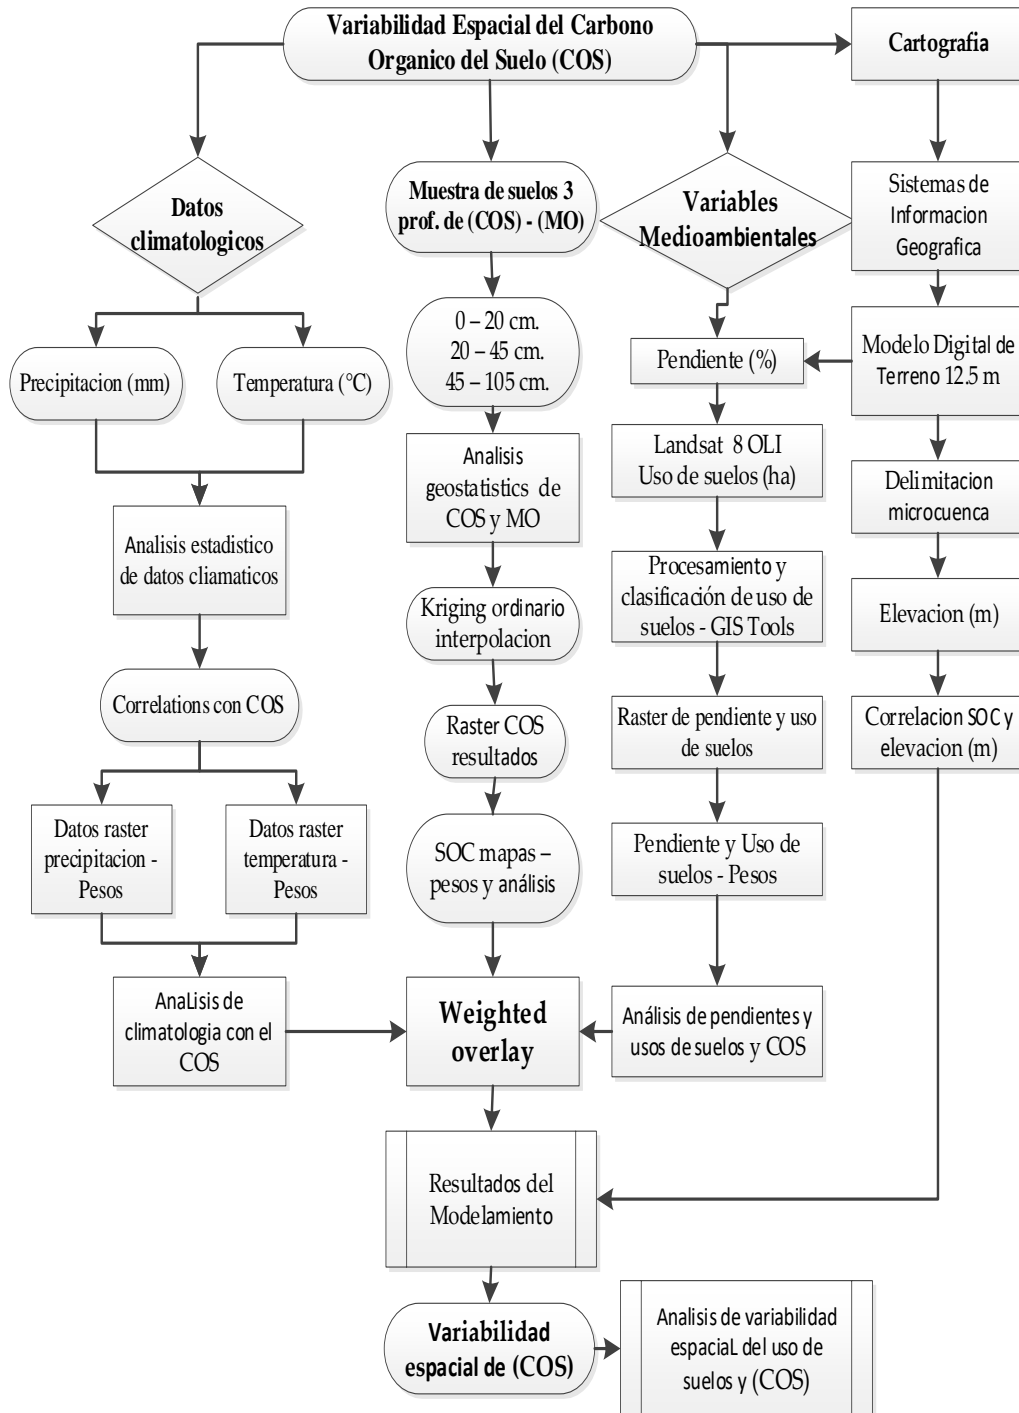 Variabilidad Espacial del Carbono
Organico del Suelo (COS)
Cartografia
Datos
climatologicos
Muestra de suelos 3
prof. de (COS) - (MO)
Variables
Medioambientales
Sistemas de
Informacion
Geografica
Precipitacion (mm)
Temperatura (°C)
0 – 20 cm.
20 – 45 cm.
45 – 105 cm.
Pendiente (%)
Modelo Digital de
Terreno 12.5 m
Analisis
geostatistics de
COS y MO
Landsat 8 OLI
Uso de suelos (ha)
Delimitacion
microcuenca
Analisis estadistico
de datos cliamaticos
Kriging ordinario
interpolacion
Procesamiento y
clasificación de uso de
suelos - GIS Tools
Elevacion (m)
Correlations con COS
Raster COS
resultados
Raster de pendiente y uso
de suelos
Correlacion SOC y
elevacion (m)
Datos raster
precipitacion -
Pesos
Datos raster
temperatura -
Pesos
SOC mapas –
pesos y análisis
Pendiente y Uso de
suelos - Pesos
AnaLisis de
climatologia con el
COS
Weighted
overlay
Análisis de pendientes y
usos de suelos y COS
Resultados del
Modelamiento
Variabilidad
espacial de (COS)
Analisis de variabilidad
espaciaL del uso de
suelos y (COS)